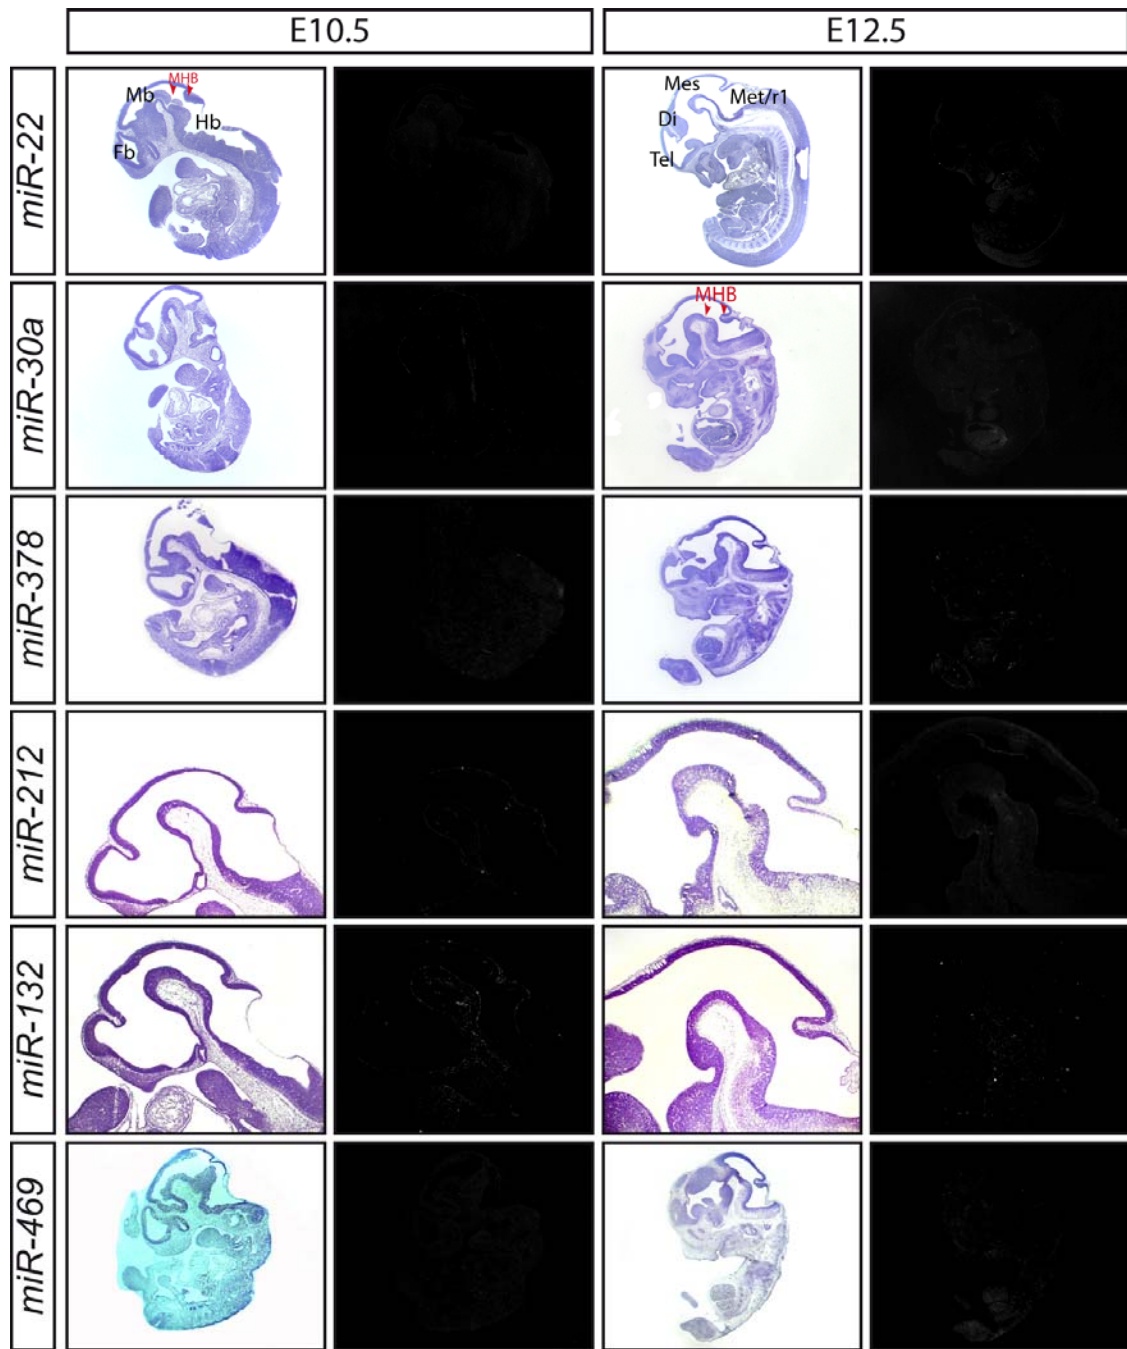 E10.5 E12.5
miR-22
MHB
Mb
Hb
Fb
Mes
Met/r1
Di
Tel
miR-30a
MHB
miR-378
miR-212
miR-132
miR-469